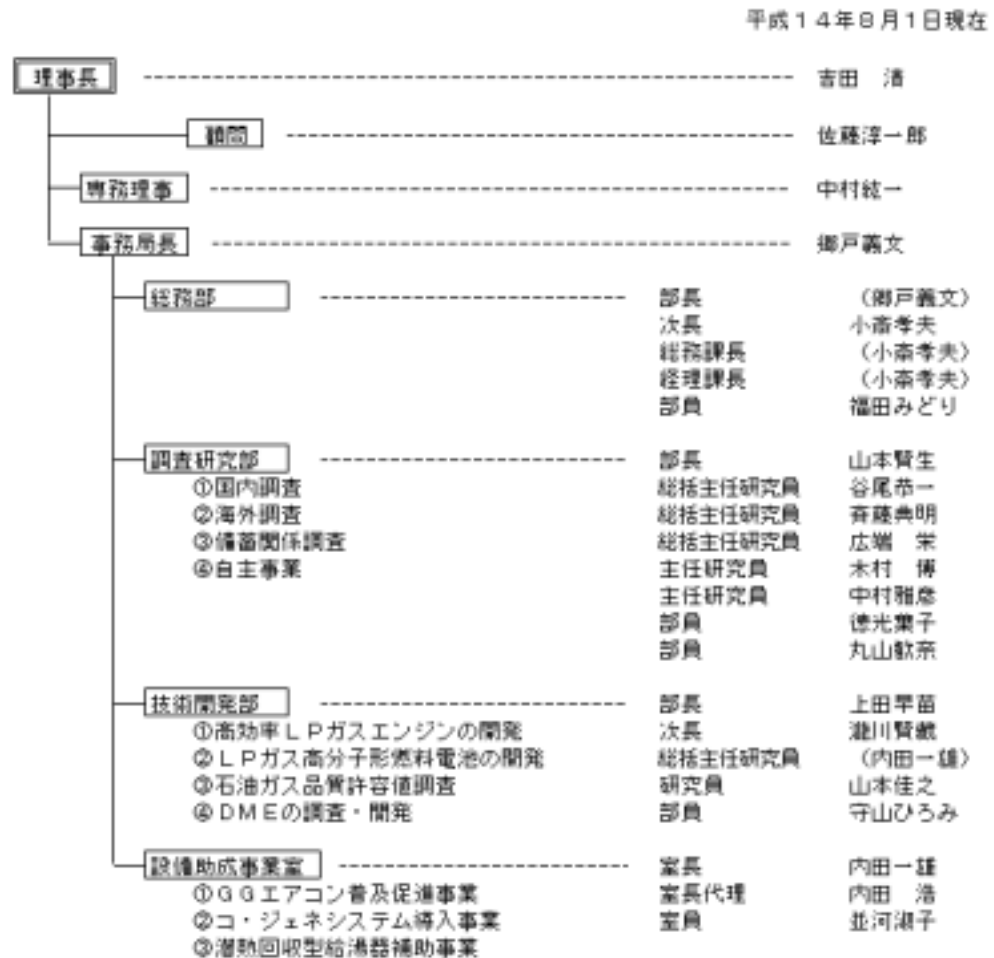 平成１４年８月１日現在
理事長 吉田　清
顧問 佐藤淳一郎
専務理事 中村紘一
事務局長 郷戸義文
総務部 部長 （郷戸義文）
次長 小斎孝夫
総務課長 （小斎孝夫）
経理課長 （小斎孝夫）
部員 福田みどり
調査研究部 部長 山本賢生
①国内調査 総括主任研究員 谷尾恭一
②海外調査 総括主任研究員 斉藤典明
③備蓄関係調査 総括主任研究員 広端　栄
④自主事業 主任研究員 木村　博
主任研究員 中村雅彦
部員 徳光葉子
部員 丸山歓奈
技術開発部 部長 上田早苗
①高効率ＬＰガスエンジンの開発 次長 瀧川賢
②ＬＰガス高分子形燃料電池の開発 総括主任研究員 （内田一雄）
③石油ガス品質許容値調査 研究員 山本佳之
④ＤＭＥの調査・開発 部員 守山ひろみ
設備助成事業室 室長 内田一雄
①ＧＧエアコン普及促進事業 室長代理 内田　浩
②コ・ジェネシステム導入事業 室員 並河淑子
③潜熱回収型給湯器補助事業